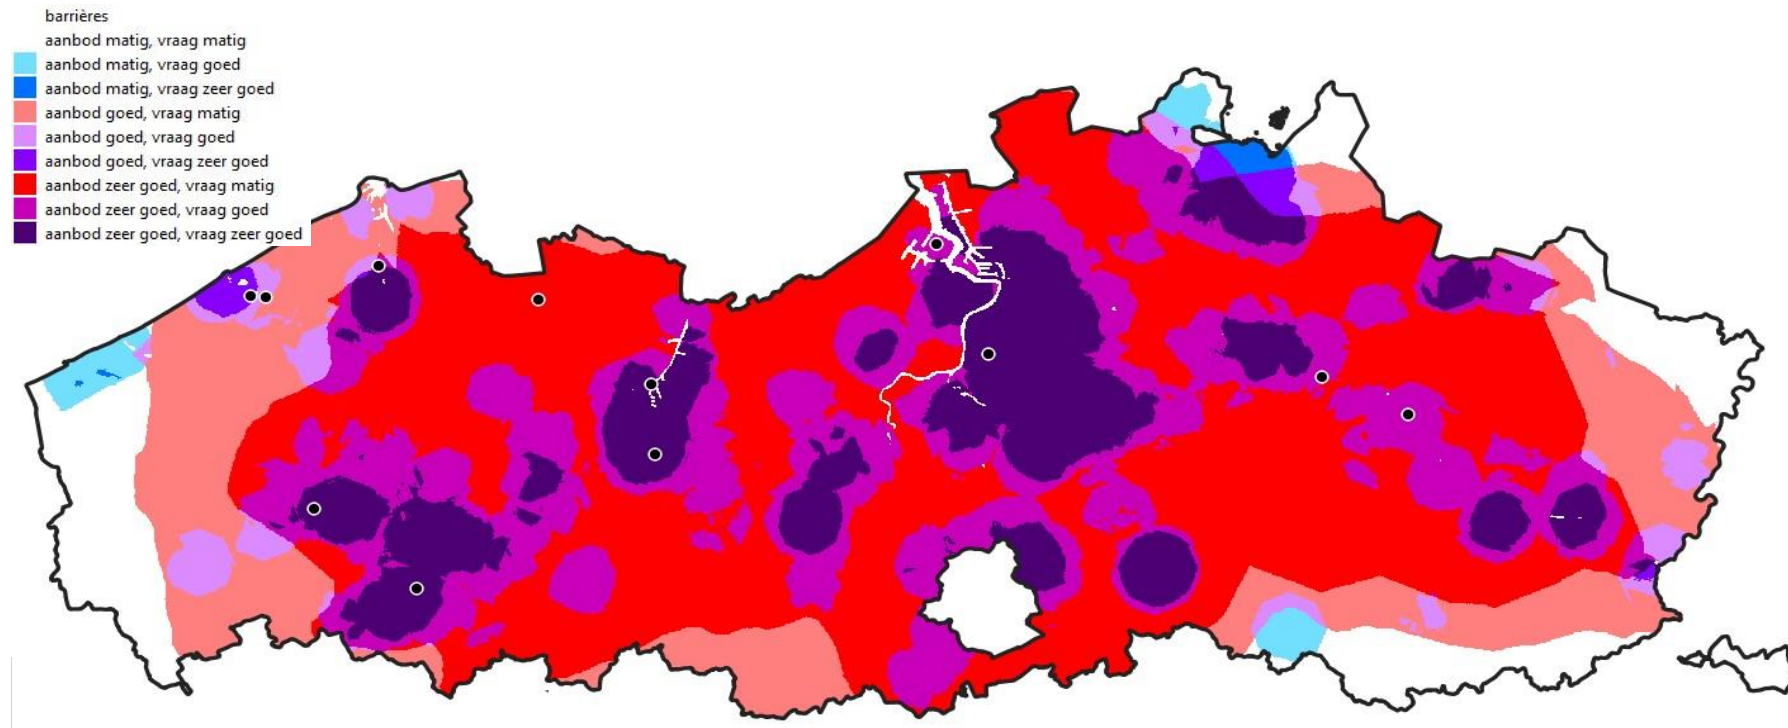 barrières
aanbod matig, vraag matig
aanbod matig, vraag goed
aanbod matig, vraag zeer goed
aanbod goed, vraag matig
aanbod goed, vraag goed
aanbod goed, vraag zeer goed
aanbod zeer goed, vraag matig
aanbod zeer goed, vraag goed
aanbod zeer goed, vraag zeer goed